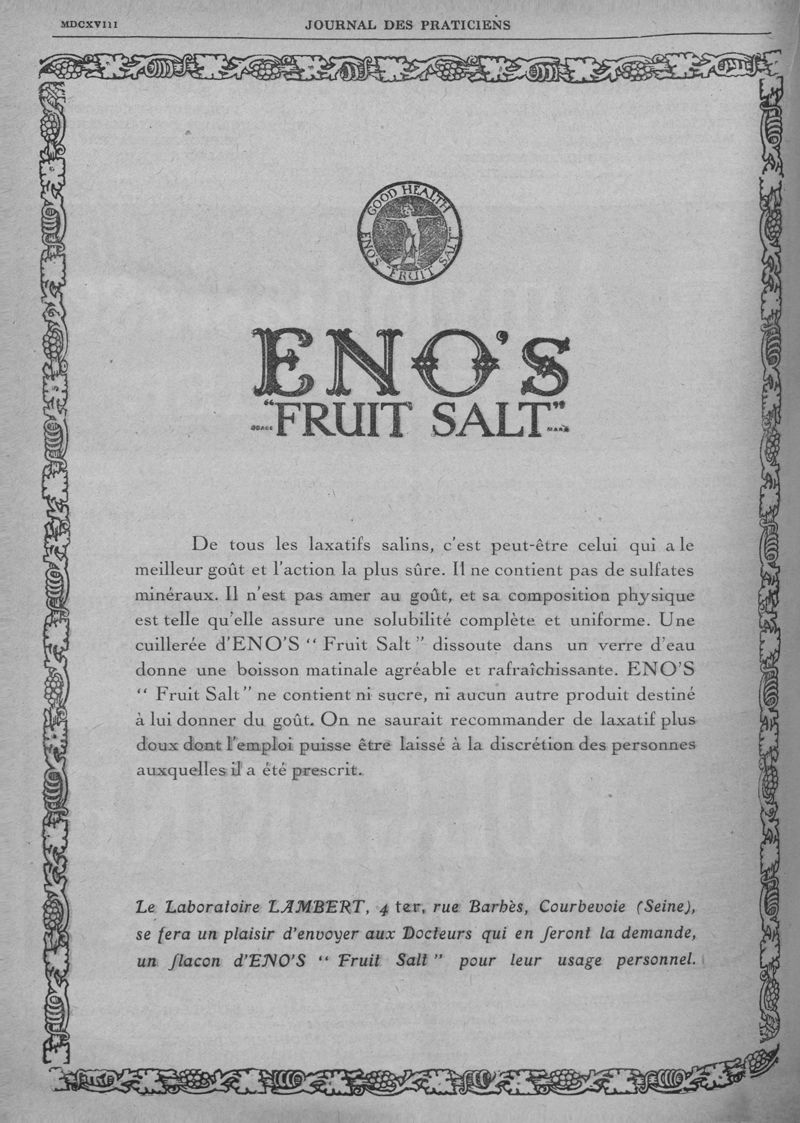 MDCXVIII
JOURNAL DES PRATICIENS
GOOD HEALTH
ENO'S "FRUIT SALT"
ENO'S
"FRUIT SALT"
MARK
De tous les laxatifs salins, c'est peut-être celui qui a le
meilleur goût et l'action la plus sûre. Il ne contient pas de sulfates
minéraux. Il n'est pas amer au goût, et sa composition physique
est telle qu'elle assure une solubilité complète et uniforme. Une
cuillerée d'ENO'S “ Fruit Salt ” dissoute dans un verre d'eau
donne une boisson matinale agréable et rafraîchissante. ENO'S
“ Fruit Salt ” ne contient ni sucre, ni aucun autre produit destiné
à lui donner du goût. On ne saurait recommander de laxatif plus
doux dont l'emploi puisse être laissé à la discrétion des personnes
auxquelles il a été prescrit.
Le Laboratoire LAMBERT, 4 ter, rue Barbès, Courbevoie (Seine),
se fera un plaisir d'envoyer aux Docteurs qui en feront la demande,
un flacon d'ENO'S “ Fruit Salt ” pour leur usage personnel.